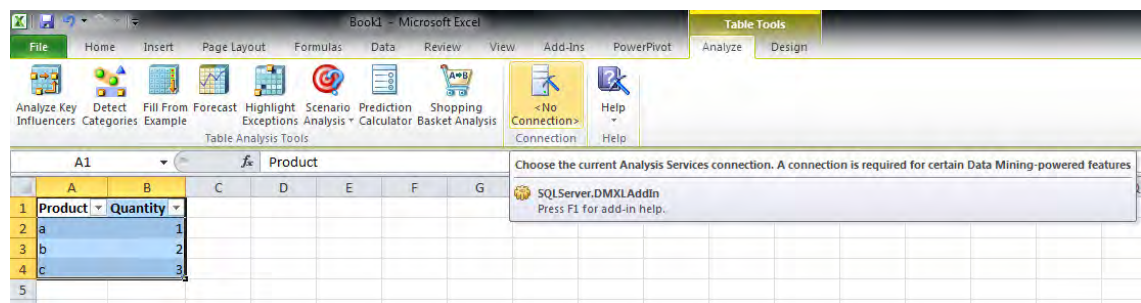 Book1 - Microsoft Excel
Table Tools
File Home Insert Page Layout Formulas Data Review View Add-Ins PowerPivot Analyze Design
Analyze Key Influencers
Detect Categories
Fill From Example
Forecast
Highlight Exceptions
Scenario Analysis
Prediction Calculator
Shopping Basket Analysis
<No Connection>
Help
Table Analysis Tools
Connection
Help
A1
fx
Product
Choose the current Analysis Services connection. A connection is required for certain Data Mining-powered features
SQLServer.DMXLAddIn
Press F1 for add-in help.
A B C D E F G
1 Product Quantity
2 a 1
3 b 2
4 c 3
5